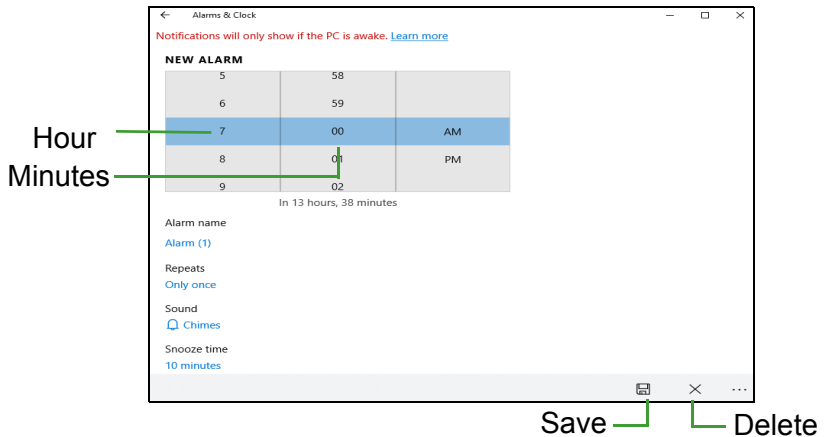 Alarms & Clock
Notifications will only show if the PC is awake. Learn more
NEW ALARM
5 58
6 59
Hour 7 00 AM
8 01 PM
Minutes
9 02
In 13 hours, 38 minutes
Alarm name
Alarm (1)
Repeats
Only once
Sound
Chimes
Snooze time
10 minutes
Save Delete